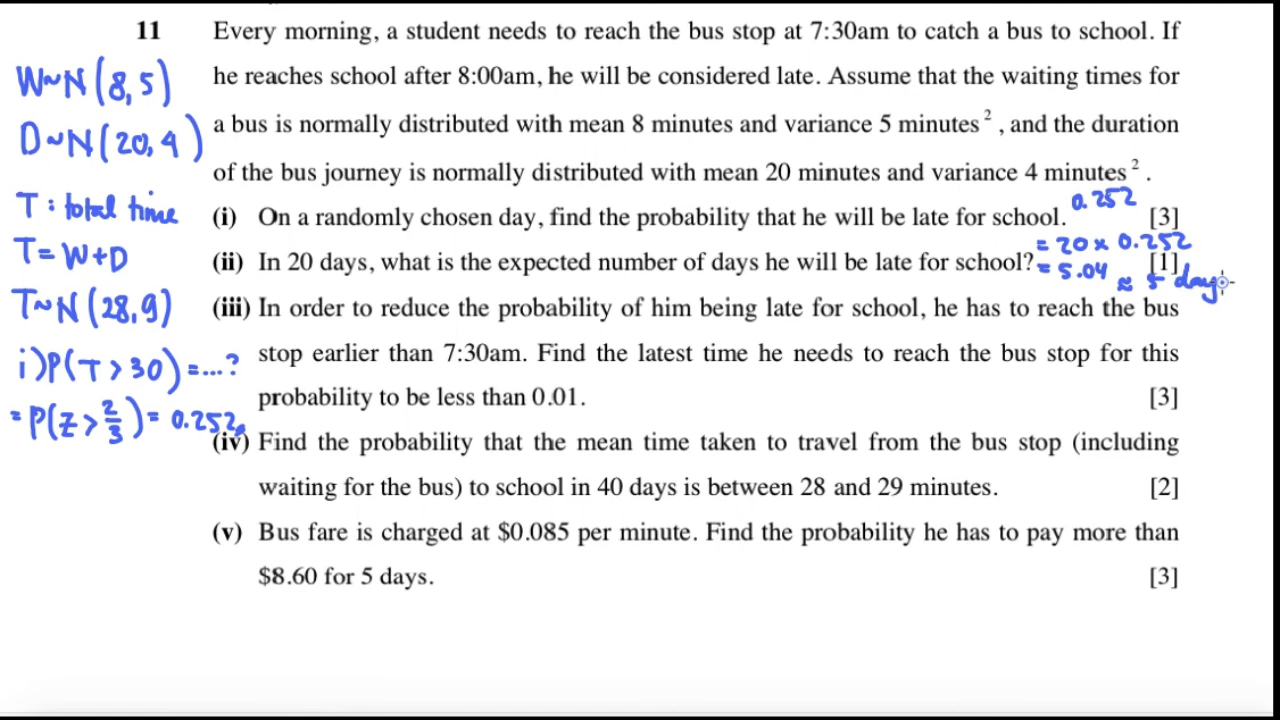 11 Every morning, a student needs to reach the bus stop at 7:30am to catch a bus to school. If
he reaches school after 8:00am, he will be considered late. Assume that the waiting times for
a bus is normally distributed with mean 8 minutes and variance 5 minutes², and the duration
of the bus journey is normally distributed with mean 20 minutes and variance 4 minutes².
(i) On a randomly chosen day, find the probability that he will be late for school. [3]
(ii) In 20 days, what is the expected number of days he will be late for school? [1]
(iii) In order to reduce the probability of him being late for school, he has to reach the bus
stop earlier than 7:30am. Find the latest time he needs to reach the bus stop for this
probability to be less than 0.01. [3]
(iv) Find the probability that the mean time taken to travel from the bus stop (including
waiting for the bus) to school in 40 days is between 28 and 29 minutes. [2]
(v) Bus fare is charged at $0.085 per minute. Find the probability he has to pay more than
$8.60 for 5 days. [3]
W~N(8,5)
D~N(20,4)
T: total time
T=W+D
T~N(28,9)
i) P(T>30)=...?
=P(Z>2/3)=0.252
0.252
=20×0.252
=5.04
≈ 5 days